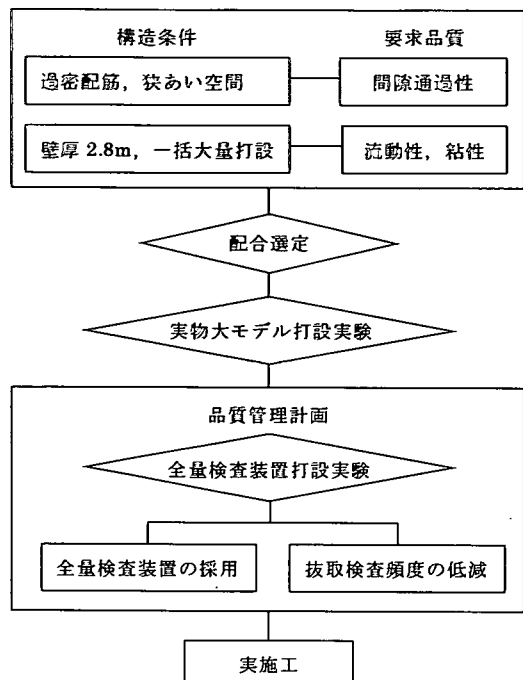 構造条件 要求品質
過密配筋，狭あい空間 間隙通過性
壁厚 2.8m，一括大量打設 流動性，粘性
配合選定
実物大モデル打設実験
品質管理計画
全量検査装置打設実験
全量検査装置の採用 抜取検査頻度の低減
実施工